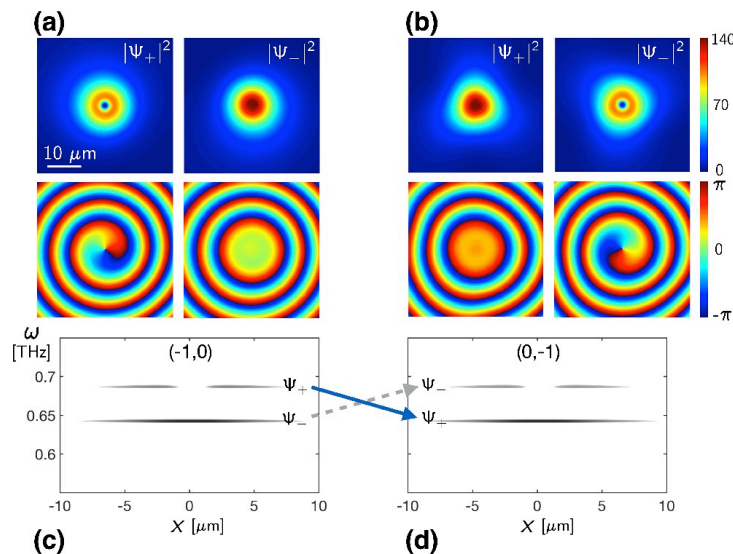 (a)
(b)
|Ψ₊|²
|Ψ₋|²
|Ψ₊|²
|Ψ₋|²
10 μm
140
70
0
π
0
-π
ω
[THz]
(-1,0)
(0,-1)
0.7
0.65
0.6
Ψ₊
Ψ₋
Ψ₋
Ψ₊
-10 -5 0 5 10
-10 -5 0 5 10
X [μm]
X [μm]
(c)
(d)